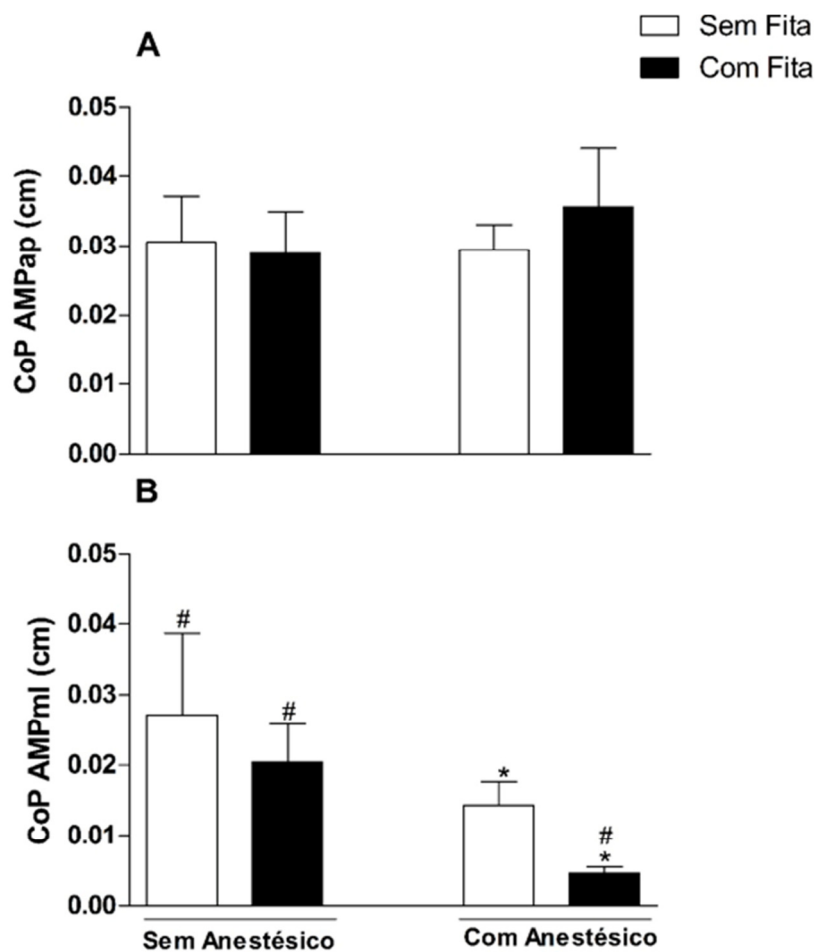 A
Sem Fita
Com Fita
CoP AMPap (cm)
0.05
0.04
0.03
0.02
0.01
0.00
B
CoP AMPml (cm)
0.05
0.04
0.03
0.02
0.01
0.00
#
#
*
#
*
Sem Anestésico
Com Anestésico